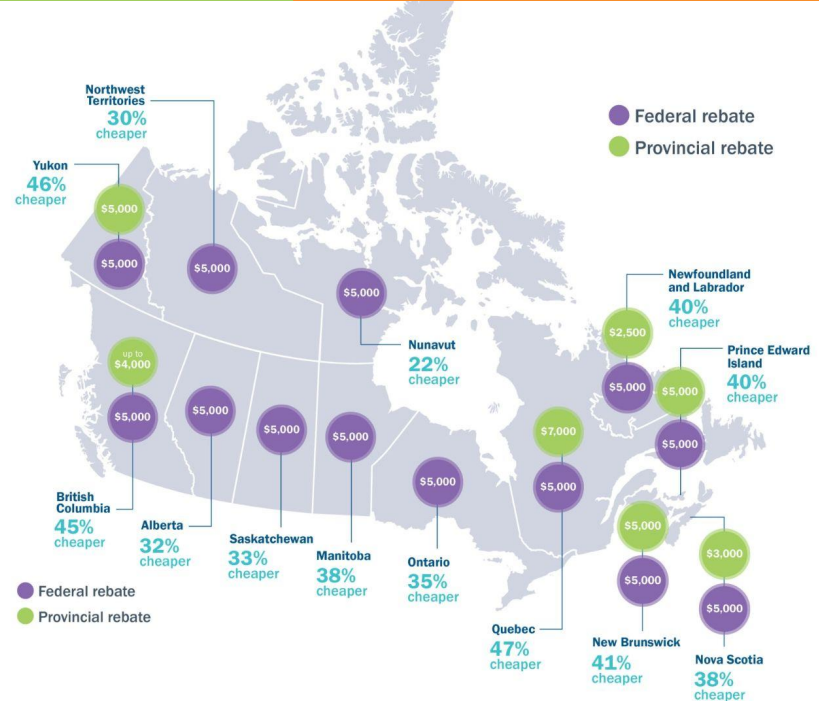 Northwest
Territories
30%
cheaper
Yukon
46%
cheaper
$5,000
$5,000
$5,000
$5,000
Nunavut
22%
cheaper
Federal rebate
Provincial rebate
Newfoundland
and Labrador
40%
cheaper
$2,500
$5,000
Prince Edward
Island
40%
cheaper
$5,000
$5,000
up to
$4,000
$5,000
British
Columbia
45%
cheaper
$5,000
Alberta
32%
cheaper
$5,000
Saskatchewan
33%
cheaper
$5,000
Manitoba
38%
cheaper
$5,000
Ontario
35%
cheaper
$7,000
$5,000
Quebec
47%
cheaper
$5,000
$5,000
New Brunswick
41%
cheaper
$3,000
$5,000
Nova Scotia
38%
cheaper
Federal rebate
Provincial rebate